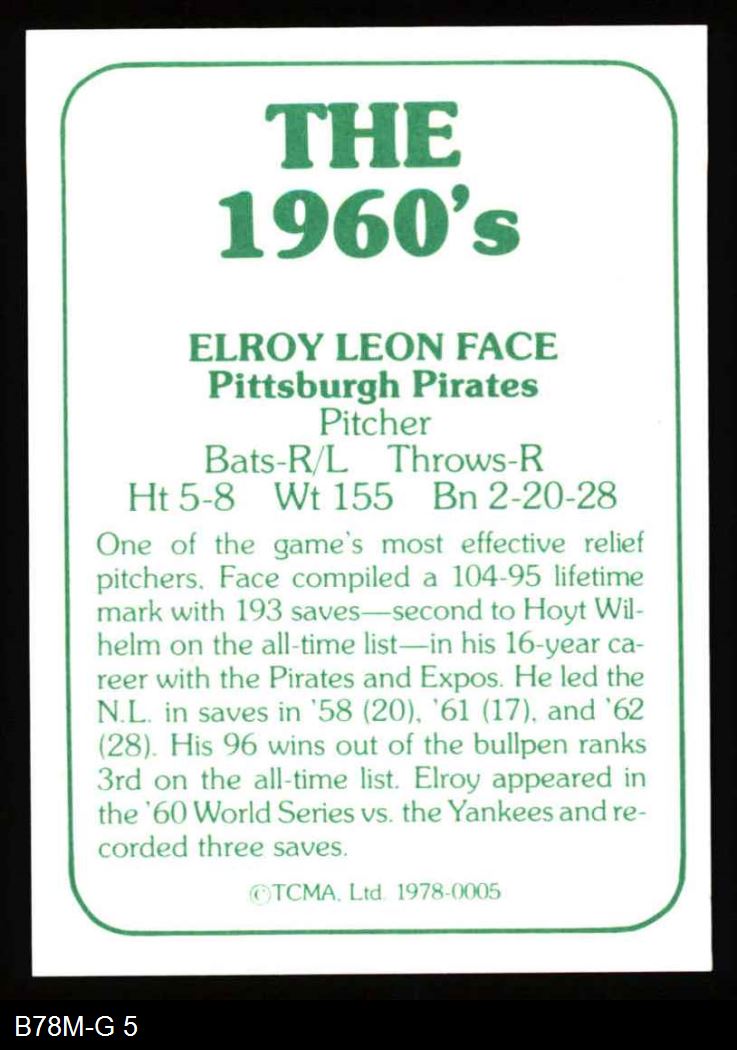 THE
1960's
ELROY LEON FACE
Pittsburgh Pirates
Pitcher
Bats-R/L Throws-R
Ht 5-8 Wt 155 Bn 2-20-28
One of the game's most effective relief
pitchers, Face compiled a 104-95 lifetime
mark with 193 saves—second to Hoyt Wil-
helm on the all-time list—in his 16-year ca-
reer with the Pirates and Expos. He led the
N.L. in saves in '58 (20), '61 (17), and '62
(28). His 96 wins out of the bullpen ranks
3rd on the all-time list. Elroy appeared in
the '60 World Series vs. the Yankees and re-
corded three saves.
©TCMA, Ltd. 1978-0005
B78M-G 5